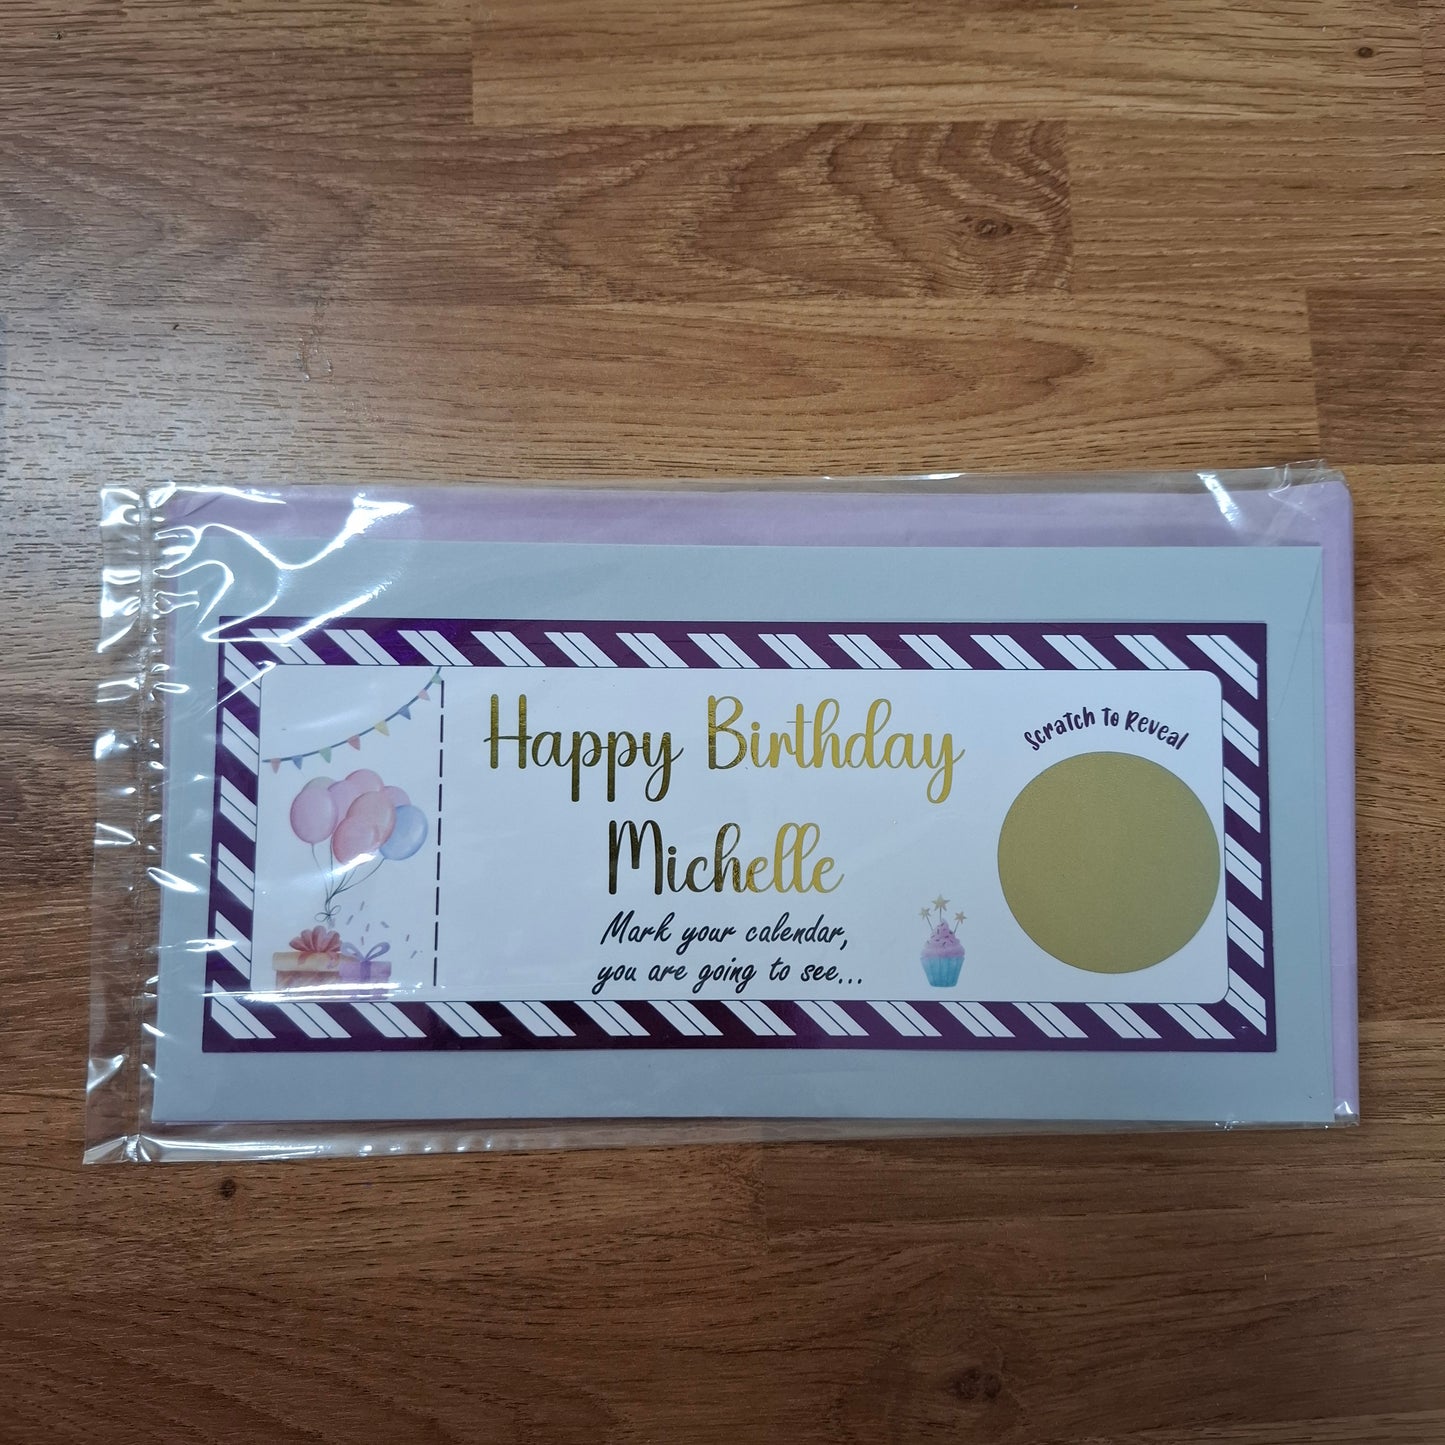 Happy Birthday
Michelle
Mark your calendar,
you are going to see...
Scratch to Reveal